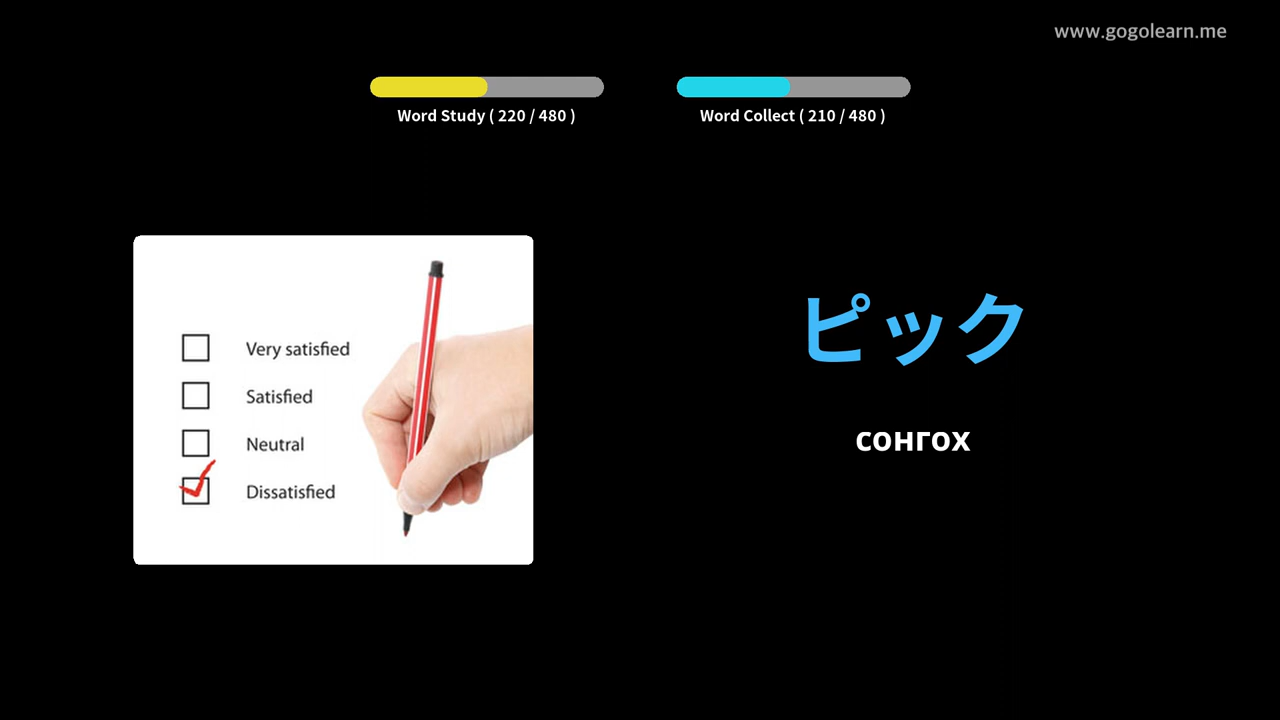 www.gogolearn.me
Word Study ( 220 / 480 )
Word Collect ( 210 / 480 )
Very satisfied
Satisfied
Neutral
Dissatisfied
ピック
сонгох